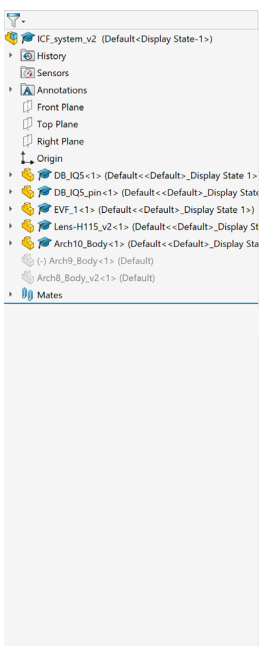 ICF_system_v2 (Default<Display State-1>)
History
Sensors
Annotations
Front Plane
Top Plane
Right Plane
Origin
DB_IQ5<1> (Default<<Default>_Display State 1>
DB_IQ5_pin<1> (Default<<Default>_Display State
EVF_1<1> (Default<<Default>_Display State 1>)
Lens-H115_v2<1> (Default<<Default>_Display St
Arch10_Body<1> (Default<<Default>_Display Sta
(-) Arch9_Body<1> (Default)
Arch8_Body_v2<1> (Default)
Mates